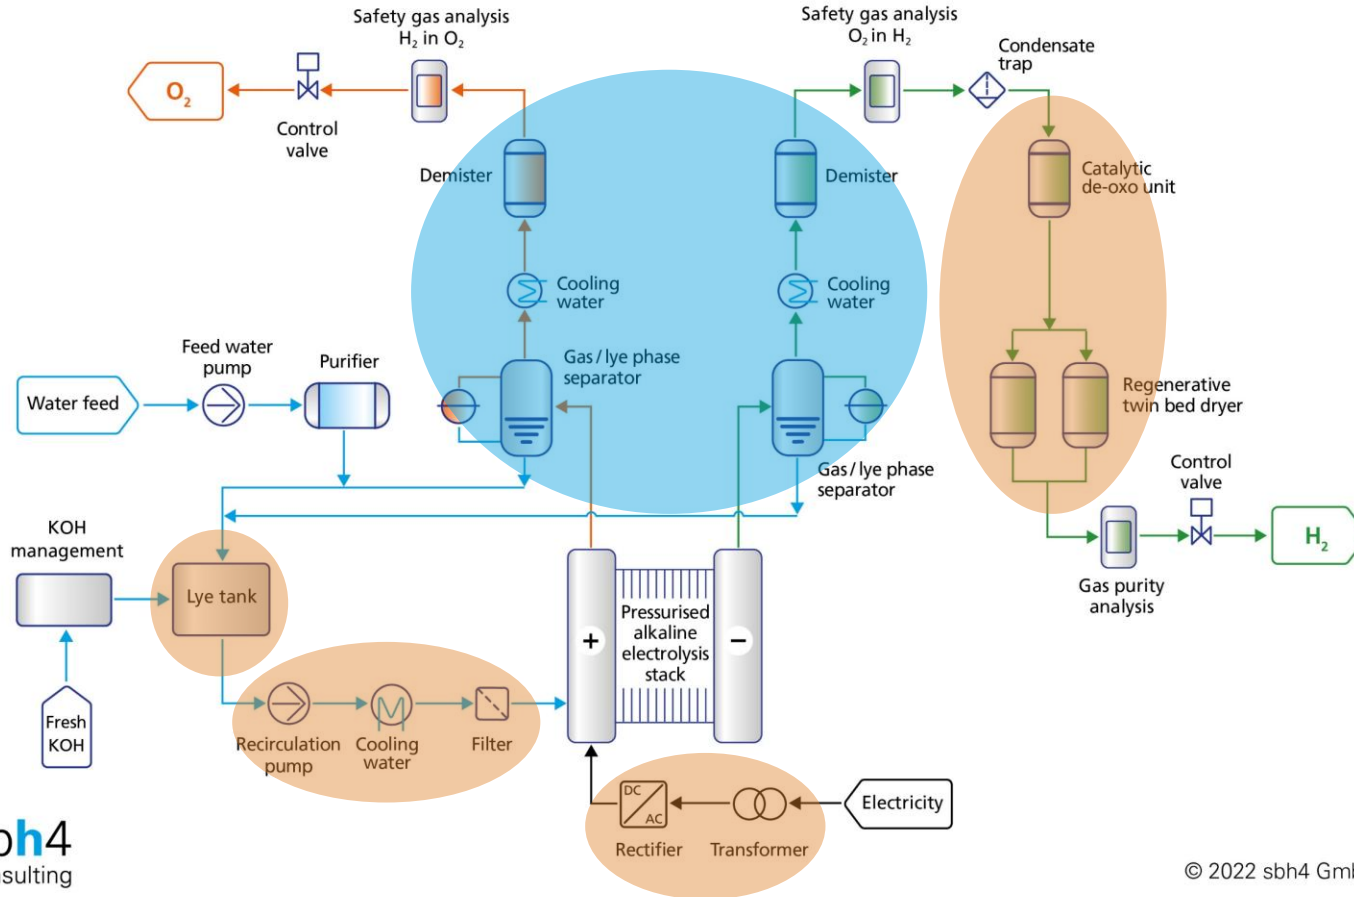 Safety gas analysis
H₂ in O₂
Safety gas analysis
O₂ in H₂
Condensate
trap
O₂
Control
valve
Demister
Demister
Catalytic
de-oxo unit
Cooling
water
Cooling
water
Feed water
pump
Purifier
Gas / lye phase
separator
Water feed
Regenerative
twin bed dryer
Gas / lye phase
separator
Control
valve
KOH
management
H₂
Lye tank
Gas purity
analysis
Pressurised
alkaline
electrolysis
stack
+
−
Fresh
KOH
Recirculation
pump
Cooling
water
Filter
DC
AC
Electricity
Rectifier
Transformer
h4
© 2022 sbh4